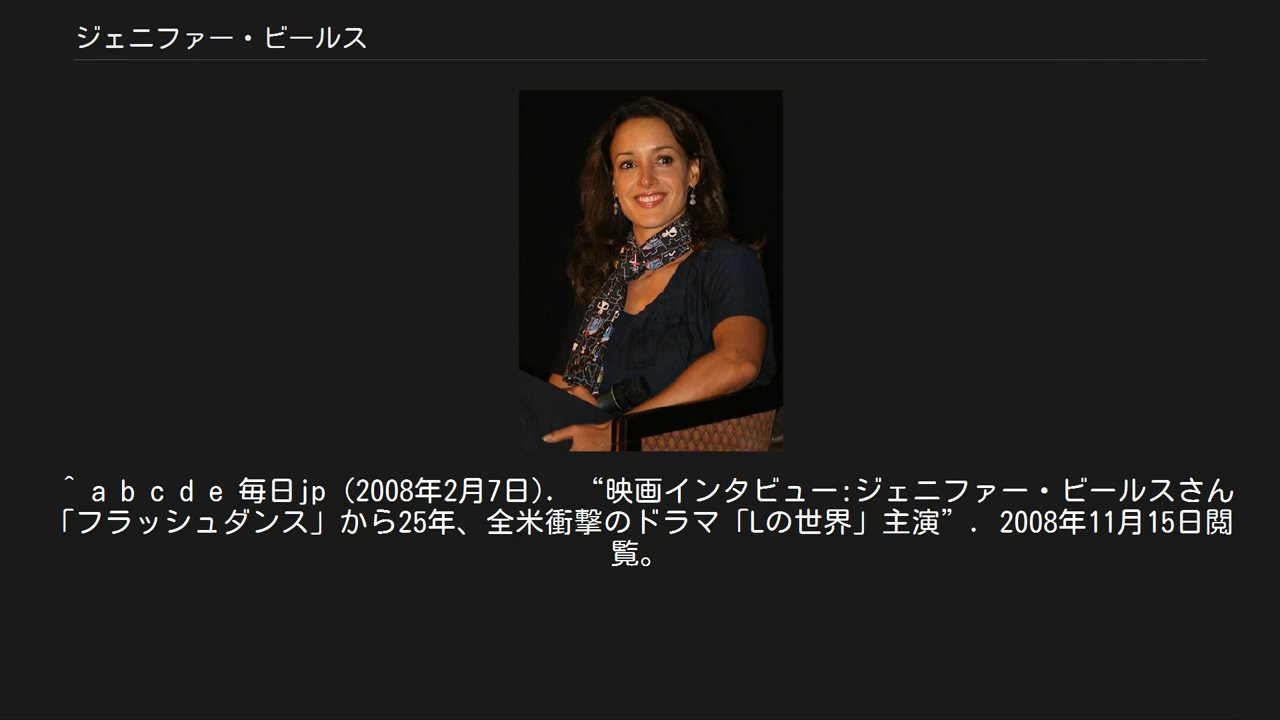 ジェニファー・ビールス
^ a b c d e 毎日jp (2008年2月7日). “映画インタビュー:ジェニファー・ビールスさん
「フラッシュダンス」から25年、全米衝撃のドラマ「Lの世界」主演”. 2008年11月15日閲
覧。